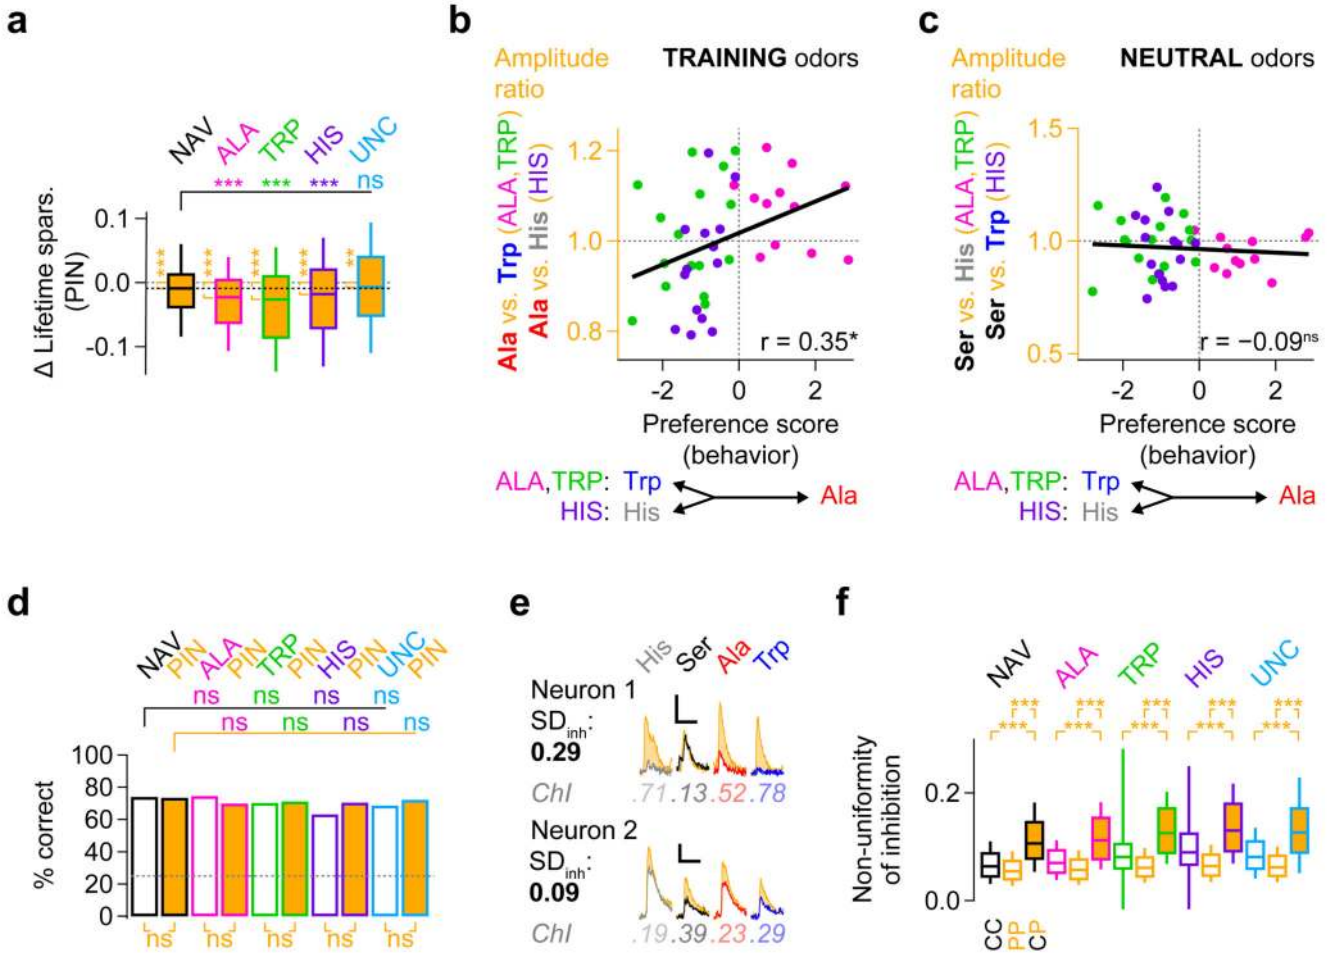 a
NAV ALA TRP HIS UNC
*** *** *** ns
Δ Lifetime spars.
(PIN)
0.1
0.0
-0.1
*** *** *** *** **
b
Amplitude
ratio
TRAINING odors
Ala vs. Trp (ALA,TRP)
Ala vs. His (HIS)
1.2
1.0
0.8
r = 0.35*
-2 0 2
Preference score
(behavior)
ALA,TRP: Trp
Ala
HIS: His
c
Amplitude
ratio
NEUTRAL odors
Ser vs. His (ALA,TRP)
Ser vs. Trp (HIS)
1.5
1.0
0.5
r = −0.09ns
-2 0 2
Preference score
(behavior)
ALA,TRP: Trp
Ala
HIS: His
d
NAV PIN ALA PIN TRP PIN HIS PIN UNC PIN
ns ns ns ns
ns ns ns ns
% correct
100
80
60
40
20
0
ns ns ns ns ns
e
His Ser Ala Trp
Neuron 1
SDinh:
0.29
ChI .71 .13 .52 .78
Neuron 2
SDinh:
0.09
ChI .19 .39 .23 .29
f
NAV ALA TRP HIS UNC
*** *** *** *** ***
*** *** *** *** ***
Non-uniformity
of inhibition
0.2
0.0
CC
PP
CP